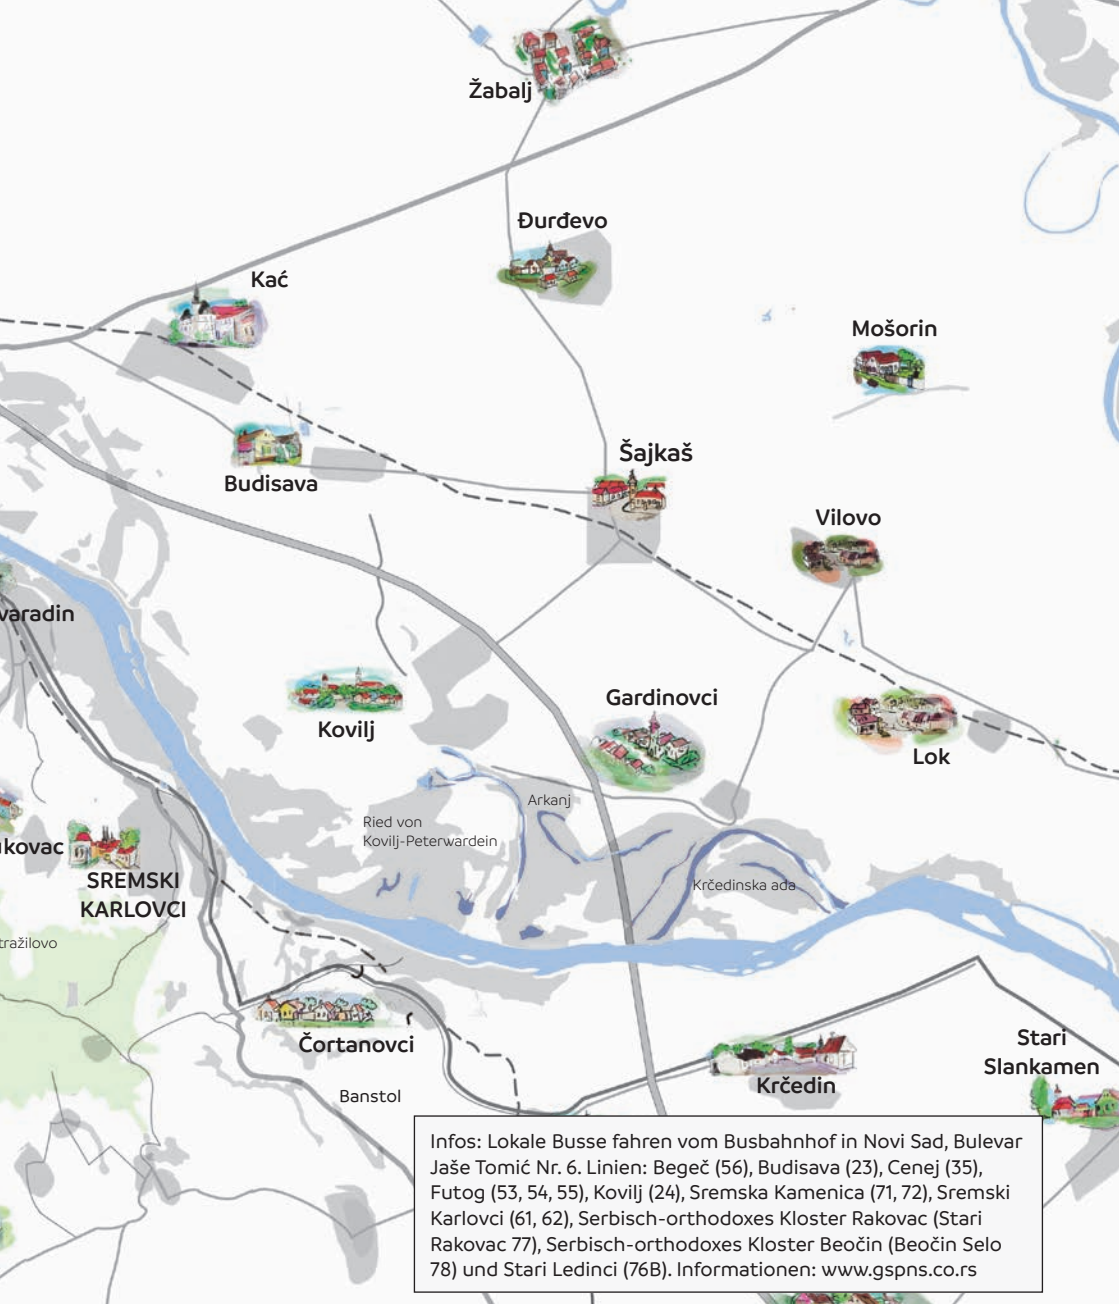 Žabalj
Đurđevo
Kać
Mošorin
Šajkaš
Budisava
Vilovo
varadin
Gardinovci
Kovilj
Lok
Arkanj
Ried von
Kovilj-Peterwardein
kovac
SREMSKI
KARLOVCI
Krčedinska ada
tražilovo
Čortanovci
Stari
Slankamen
Krčedin
Banstol
Infos: Lokale Busse fahren vom Busbahnhof in Novi Sad, Bulevar
Jaše Tomić Nr. 6. Linien: Begeč (56), Budisava (23), Cenej (35),
Futog (53, 54, 55), Kovilj (24), Sremska Kamenica (71, 72), Sremski
Karlovci (61, 62), Serbisch-orthodoxes Kloster Rakovac (Stari
Rakovac 77), Serbisch-orthodoxes Kloster Beočin (Beočin Selo
78) und Stari Ledinci (76B). Informationen: www.gspns.co.rs